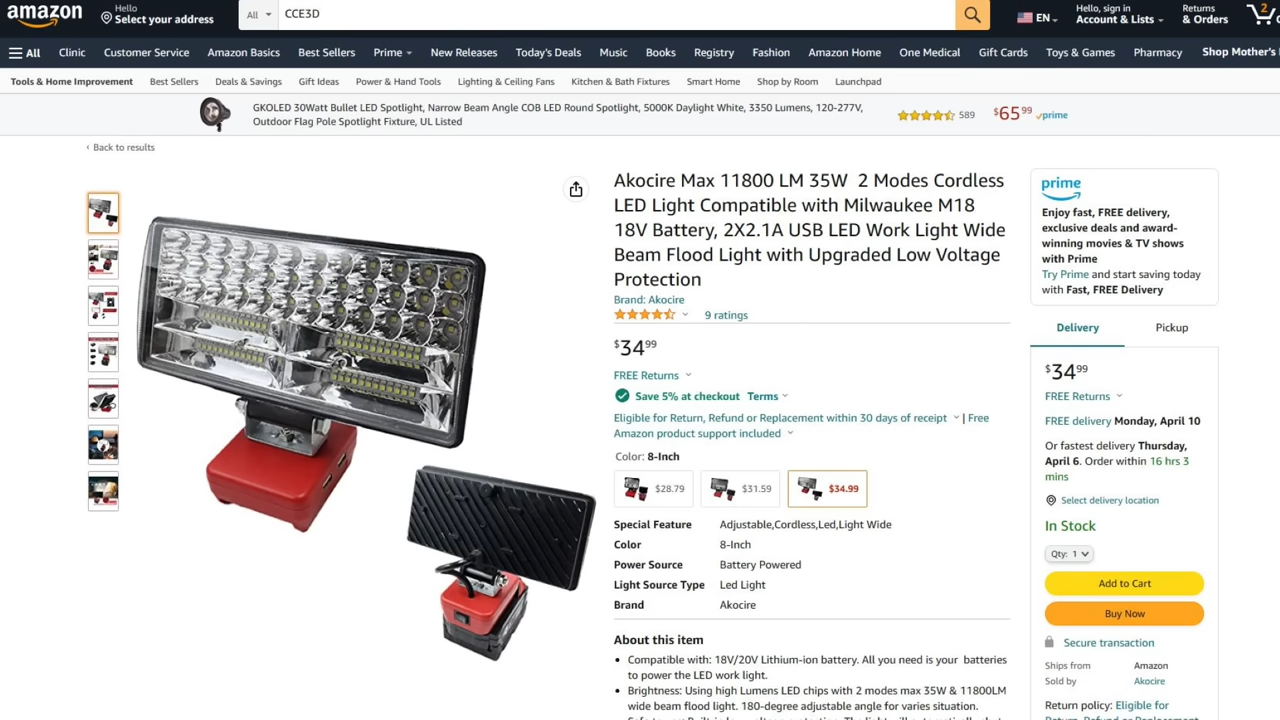 amazon
Hello
Select your address
All
CCE3D
EN
Hello, sign in
Account & Lists
Returns
& Orders
2
All
Clinic
Customer Service
Amazon Basics
Best Sellers
Prime
New Releases
Today's Deals
Music
Books
Registry
Fashion
Amazon Home
One Medical
Gift Cards
Toys & Games
Pharmacy
Shop Mother's
Tools & Home Improvement
Best Sellers
Deals & Savings
Gift Ideas
Power & Hand Tools
Lighting & Ceiling Fans
Kitchen & Bath Fixtures
Smart Home
Shop by Room
Launchpad
GKOLED 30Watt Bullet LED Spotlight, Narrow Beam Angle COB LED Round Spotlight, 5000K Daylight White, 3350 Lumens, 120-277V,
Outdoor Flag Pole Spotlight Fixture, UL Listed
589
$65 99
prime
‹ Back to results
Akocire Max 11800 LM 35W 2 Modes Cordless
LED Light Compatible with Milwaukee M18
18V Battery, 2X2.1A USB LED Work Light Wide
Beam Flood Light with Upgraded Low Voltage
Protection
Brand: Akocire
9 ratings
$34 99
FREE Returns
Save 5% at checkout Terms
Eligible for Return, Refund or Replacement within 30 days of receipt | Free
Amazon product support included
Color: 8-Inch
$28.79
$31.59
$34.99
Special Feature Adjustable,Cordless,Led,Light Wide
Color 8-Inch
Power Source Battery Powered
Light Source Type Led Light
Brand Akocire
About this item
• Compatible with: 18V/20V Lithium-ion battery. All you need is your batteries
to power the LED work light.
• Brightness: Using high Lumens LED chips with 2 modes max 35W & 11800LM
wide beam flood light. 180-degree adjustable angle for varies situation.
prime
Enjoy fast, FREE delivery,
exclusive deals and award-
winning movies & TV shows
with Prime
Try Prime and start saving today
with Fast, FREE Delivery
Delivery
Pickup
$34 99
FREE Returns
FREE delivery Monday, April 10
Or fastest delivery Thursday,
April 6. Order within 16 hrs 3
mins
Select delivery location
In Stock
Qty: 1
Add to Cart
Buy Now
Secure transaction
Ships from Amazon
Sold by Akocire
Return policy: Eligible for